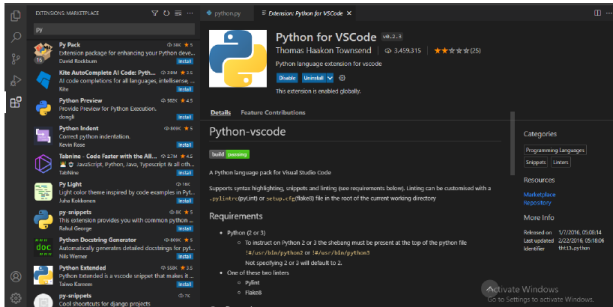 EXTENSIONS: MARKETPLACE
py
Py Pack
Extension package for enhancing your Python deve...
David Rockburn
Install
Kite AutoComplete AI Code: Pyth...
AI code completions for all languages, intellisense, ...
Kite
Install
Python Preview
Provide Preview for Python Execution.
dongli
Install
Python Indent
Correct python indentation.
Kevin Rose
Install
Tabnine - Code Faster with the All...
JavaScript, Python, Java, Typescript & all oth...
TabNine
Install
Py Light
Light color theme inspired by code examples in Pyt...
Install
py-snippets
This extension provides you with common python ...
Rahul George
Install
Python Docstring Generator
Automatically generates detailed docstrings for pyt...
Nils Werner
Install
Python Extended
Python Extended is a vscode snippet that makes it ...
Taiwo Kareem
Install
py-snippets
Cool shortcuts for django projects
python.py
Extension: Python for VSCode
Python for VSCode
v0.2.3
Thomas Haakon Townsend
3,459,315
(25)
Python language extension for vscode
Disable
Uninstall
This extension is enabled globally.
Details
Feature Contributions
Python-vscode
build passing
A Python language pack for Visual Studio Code
Supports syntax highlighting, snippets and linting (see requirements below). Linting can be customised with a
.pylintrc(pyLint) or setup.cfg(flake8) file in the root of the current working directory
Requirements
Python (2 or 3)
To instruct on Python 2 or 3 the shebang must be present at the top of the python file
!#/usr/bin/python2 or !#/usr/bin/python3
Not specifying 2 or 3 will default to 2.
One of these two linters
Pylint
Flake8
Categories
Programming Languages
Snippets
Linters
Resources
Marketplace
Repository
More Info
Released on
Last updated
Identifier
Activate Windows
Go to Settings to activate Windows.